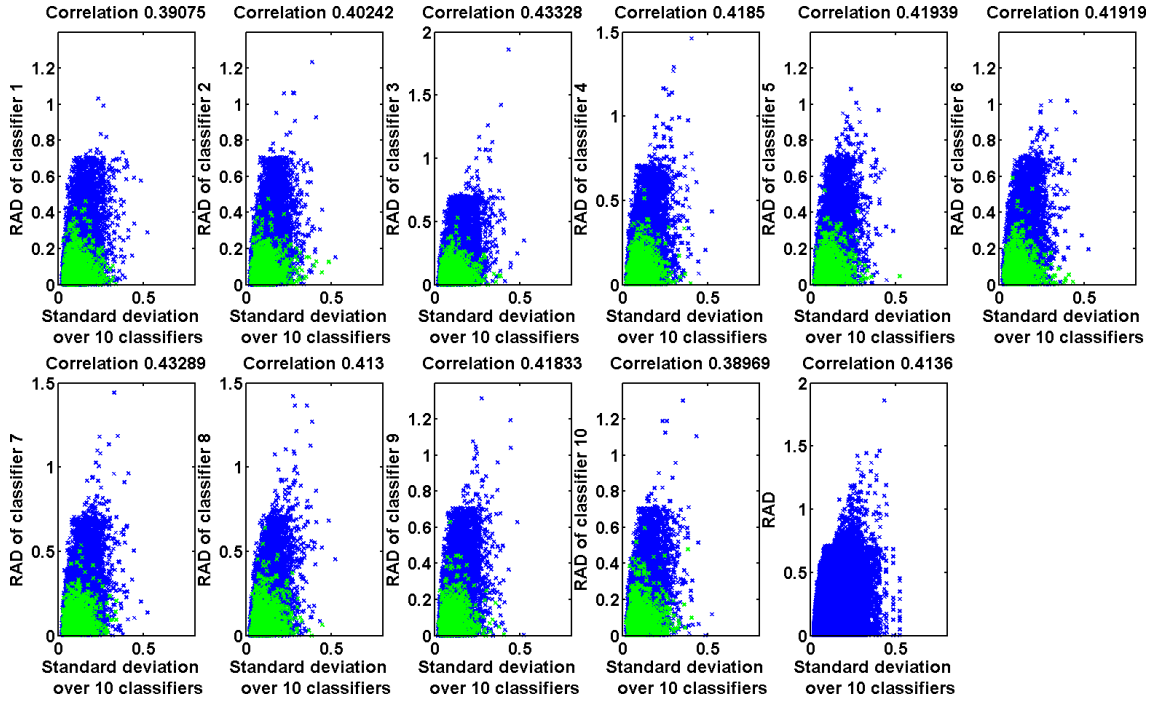 Correlation 0.39075
Correlation 0.40242
Correlation 0.43328
Correlation 0.4185
Correlation 0.41939
Correlation 0.41919
RAD of classifier 1
1.2
1
0.8
0.6
0.4
0.2
0
0
0.5
Standard deviation
over 10 classifiers
RAD of classifier 2
1.2
1
0.8
0.6
0.4
0.2
0
0
0.5
Standard deviation
over 10 classifiers
RAD of classifier 3
2
1.5
1
0.5
0
0
0.5
Standard deviation
over 10 classifiers
RAD of classifier 4
1.5
1
0.5
0
0
0.5
Standard deviation
over 10 classifiers
RAD of classifier 5
1.2
1
0.8
0.6
0.4
0.2
0
0
0.5
Standard deviation
over 10 classifiers
RAD of classifier 6
1.2
1
0.8
0.6
0.4
0.2
0
0
0.5
Standard deviation
over 10 classifiers
Correlation 0.43289
Correlation 0.413
Correlation 0.41833
Correlation 0.38969
Correlation 0.4136
RAD of classifier 7
1.5
1
0.5
0
0
0.5
Standard deviation
over 10 classifiers
RAD of classifier 8
1.5
1
0.5
0
0
0.5
Standard deviation
over 10 classifiers
RAD of classifier 9
1.2
1
0.8
0.6
0.4
0.2
0
0
0.5
Standard deviation
over 10 classifiers
RAD of classifier 10
1.2
1
0.8
0.6
0.4
0.2
0
0
0.5
Standard deviation
over 10 classifiers
RAD
2
1.5
1
0.5
0
0
0.5
Standard deviation
over 10 classifiers